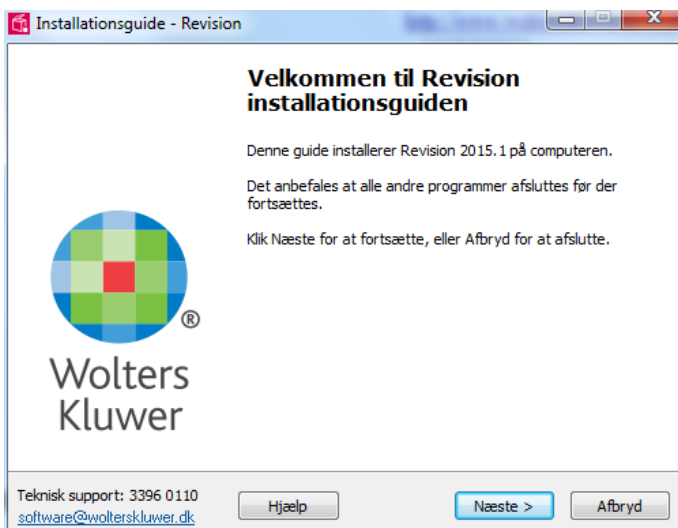 Installationsguide - Revision
Velkommen til Revision
installationsguiden
Denne guide installerer Revision 2015.1 på computeren.
Det anbefales at alle andre programmer afsluttes før der
fortsættes.
Klik Næste for at fortsætte, eller Afbryd for at afslutte.
®
Wolters
Kluwer
Teknisk support: 3396 0110
software@wolterskluwer.dk
Hjælp
Næste >
Afbryd